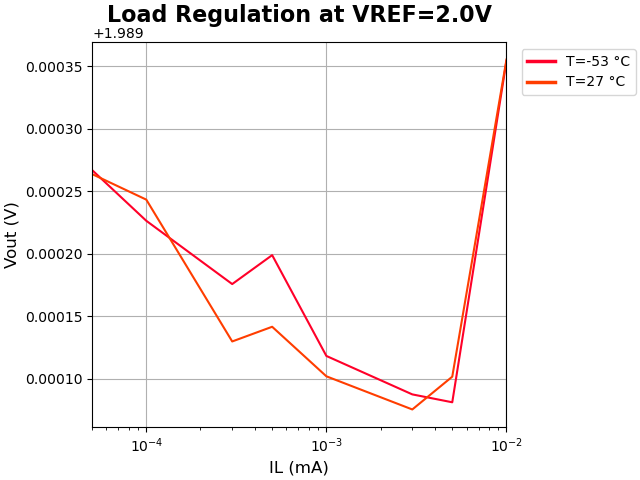 Load Regulation at VREF=2.0V
+1.989
0.00035
0.00030
0.00025
0.00020
0.00015
0.00010
Vout (V)
10⁻⁴
10⁻³
10⁻²
IL (mA)
T=-53 °C
T=27 °C